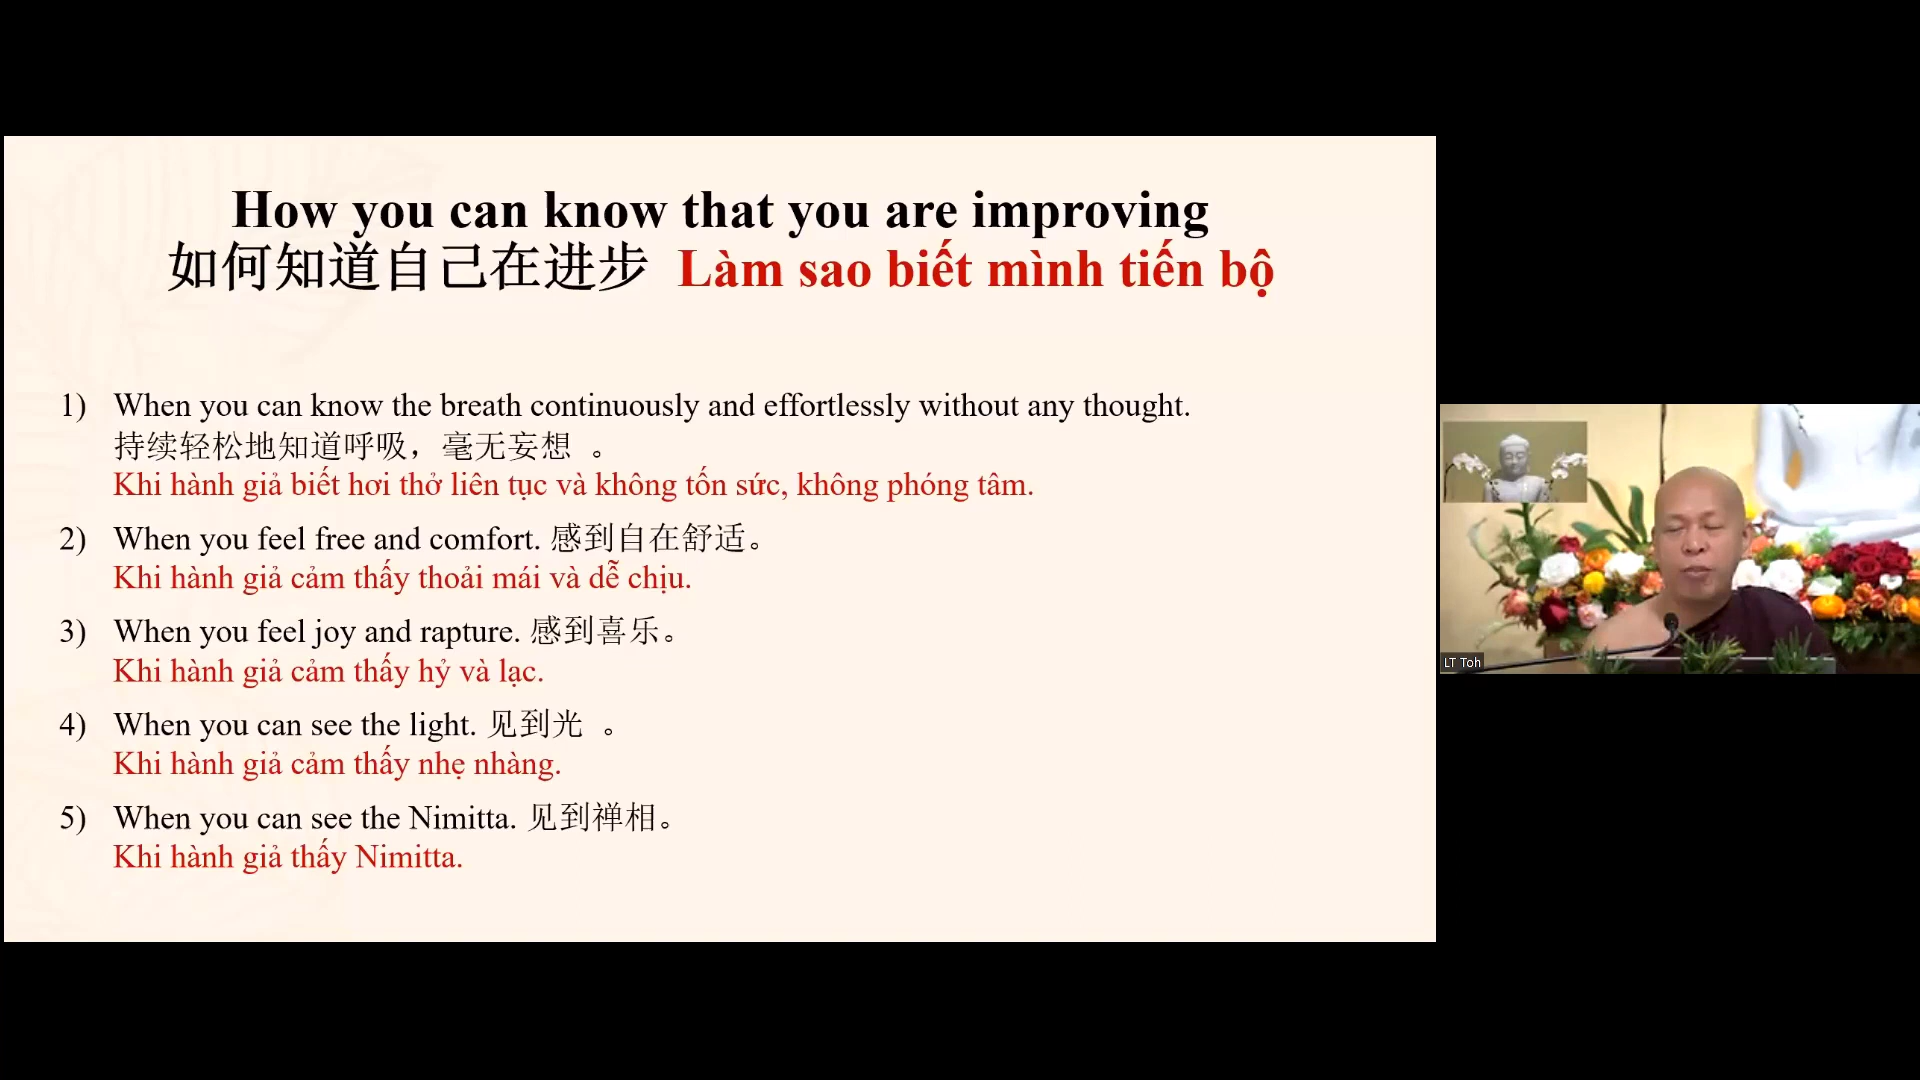 How you can know that you are improving
如何知道自己在进步 Làm sao biết mình tiến bộ
1) When you can know the breath continuously and effortlessly without any thought.
持续轻松地知道呼吸，毫无妄想 。
Khi hành giả biết hơi thở liên tục và không tốn sức, không phóng tâm.
2) When you feel free and comfort. 感到自在舒适。
Khi hành giả cảm thấy thoải mái và dễ chịu.
3) When you feel joy and rapture. 感到喜乐。
Khi hành giả cảm thấy hỷ và lạc.
4) When you can see the light. 见到光 。
Khi hành giả cảm thấy nhẹ nhàng.
5) When you can see the Nimitta. 见到禅相。
Khi hành giả thấy Nimitta.
LT Toh